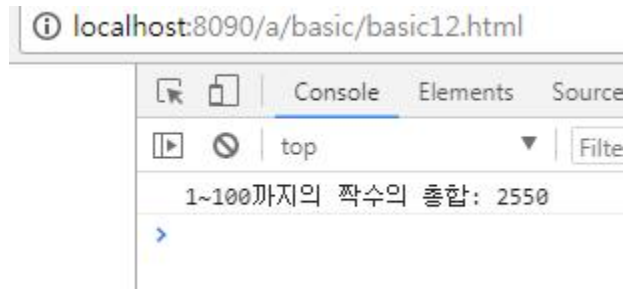 localhost:8090/a/basic/basic12.html
Console Elements Source
top Filte
1~100까지의 짝수의 총합: 2550
>